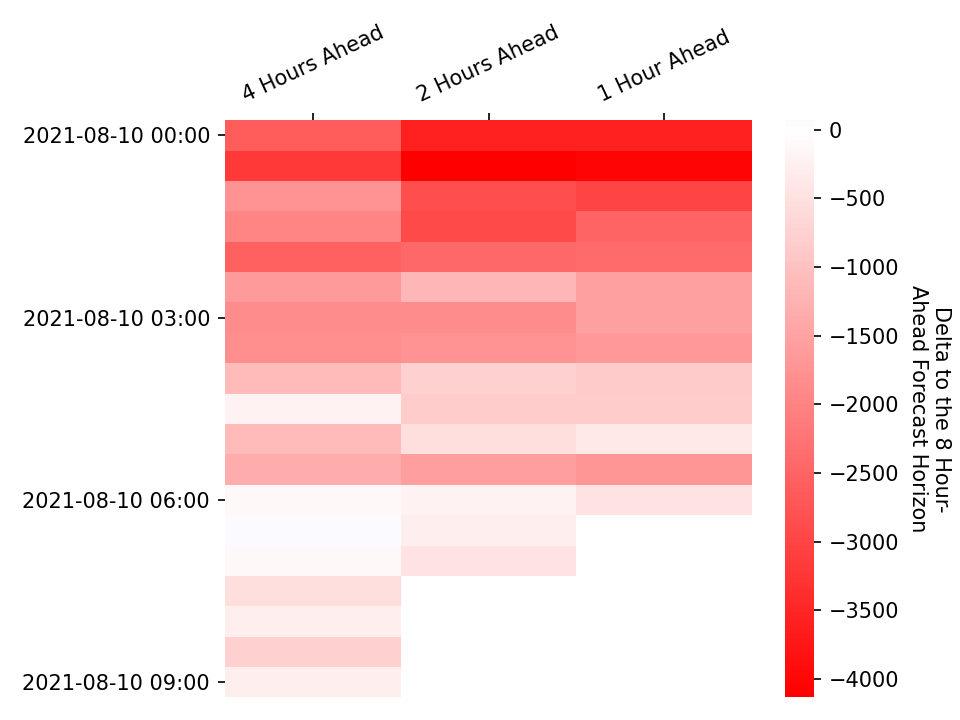 4 Hours Ahead
2 Hours Ahead
1 Hour Ahead
2021-08-10 00:00
2021-08-10 03:00
2021-08-10 06:00
2021-08-10 09:00
0
−500
−1000
−1500
−2000
−2500
−3000
−3500
−4000
Delta to the 8 Hour-
Ahead Forecast Horizon